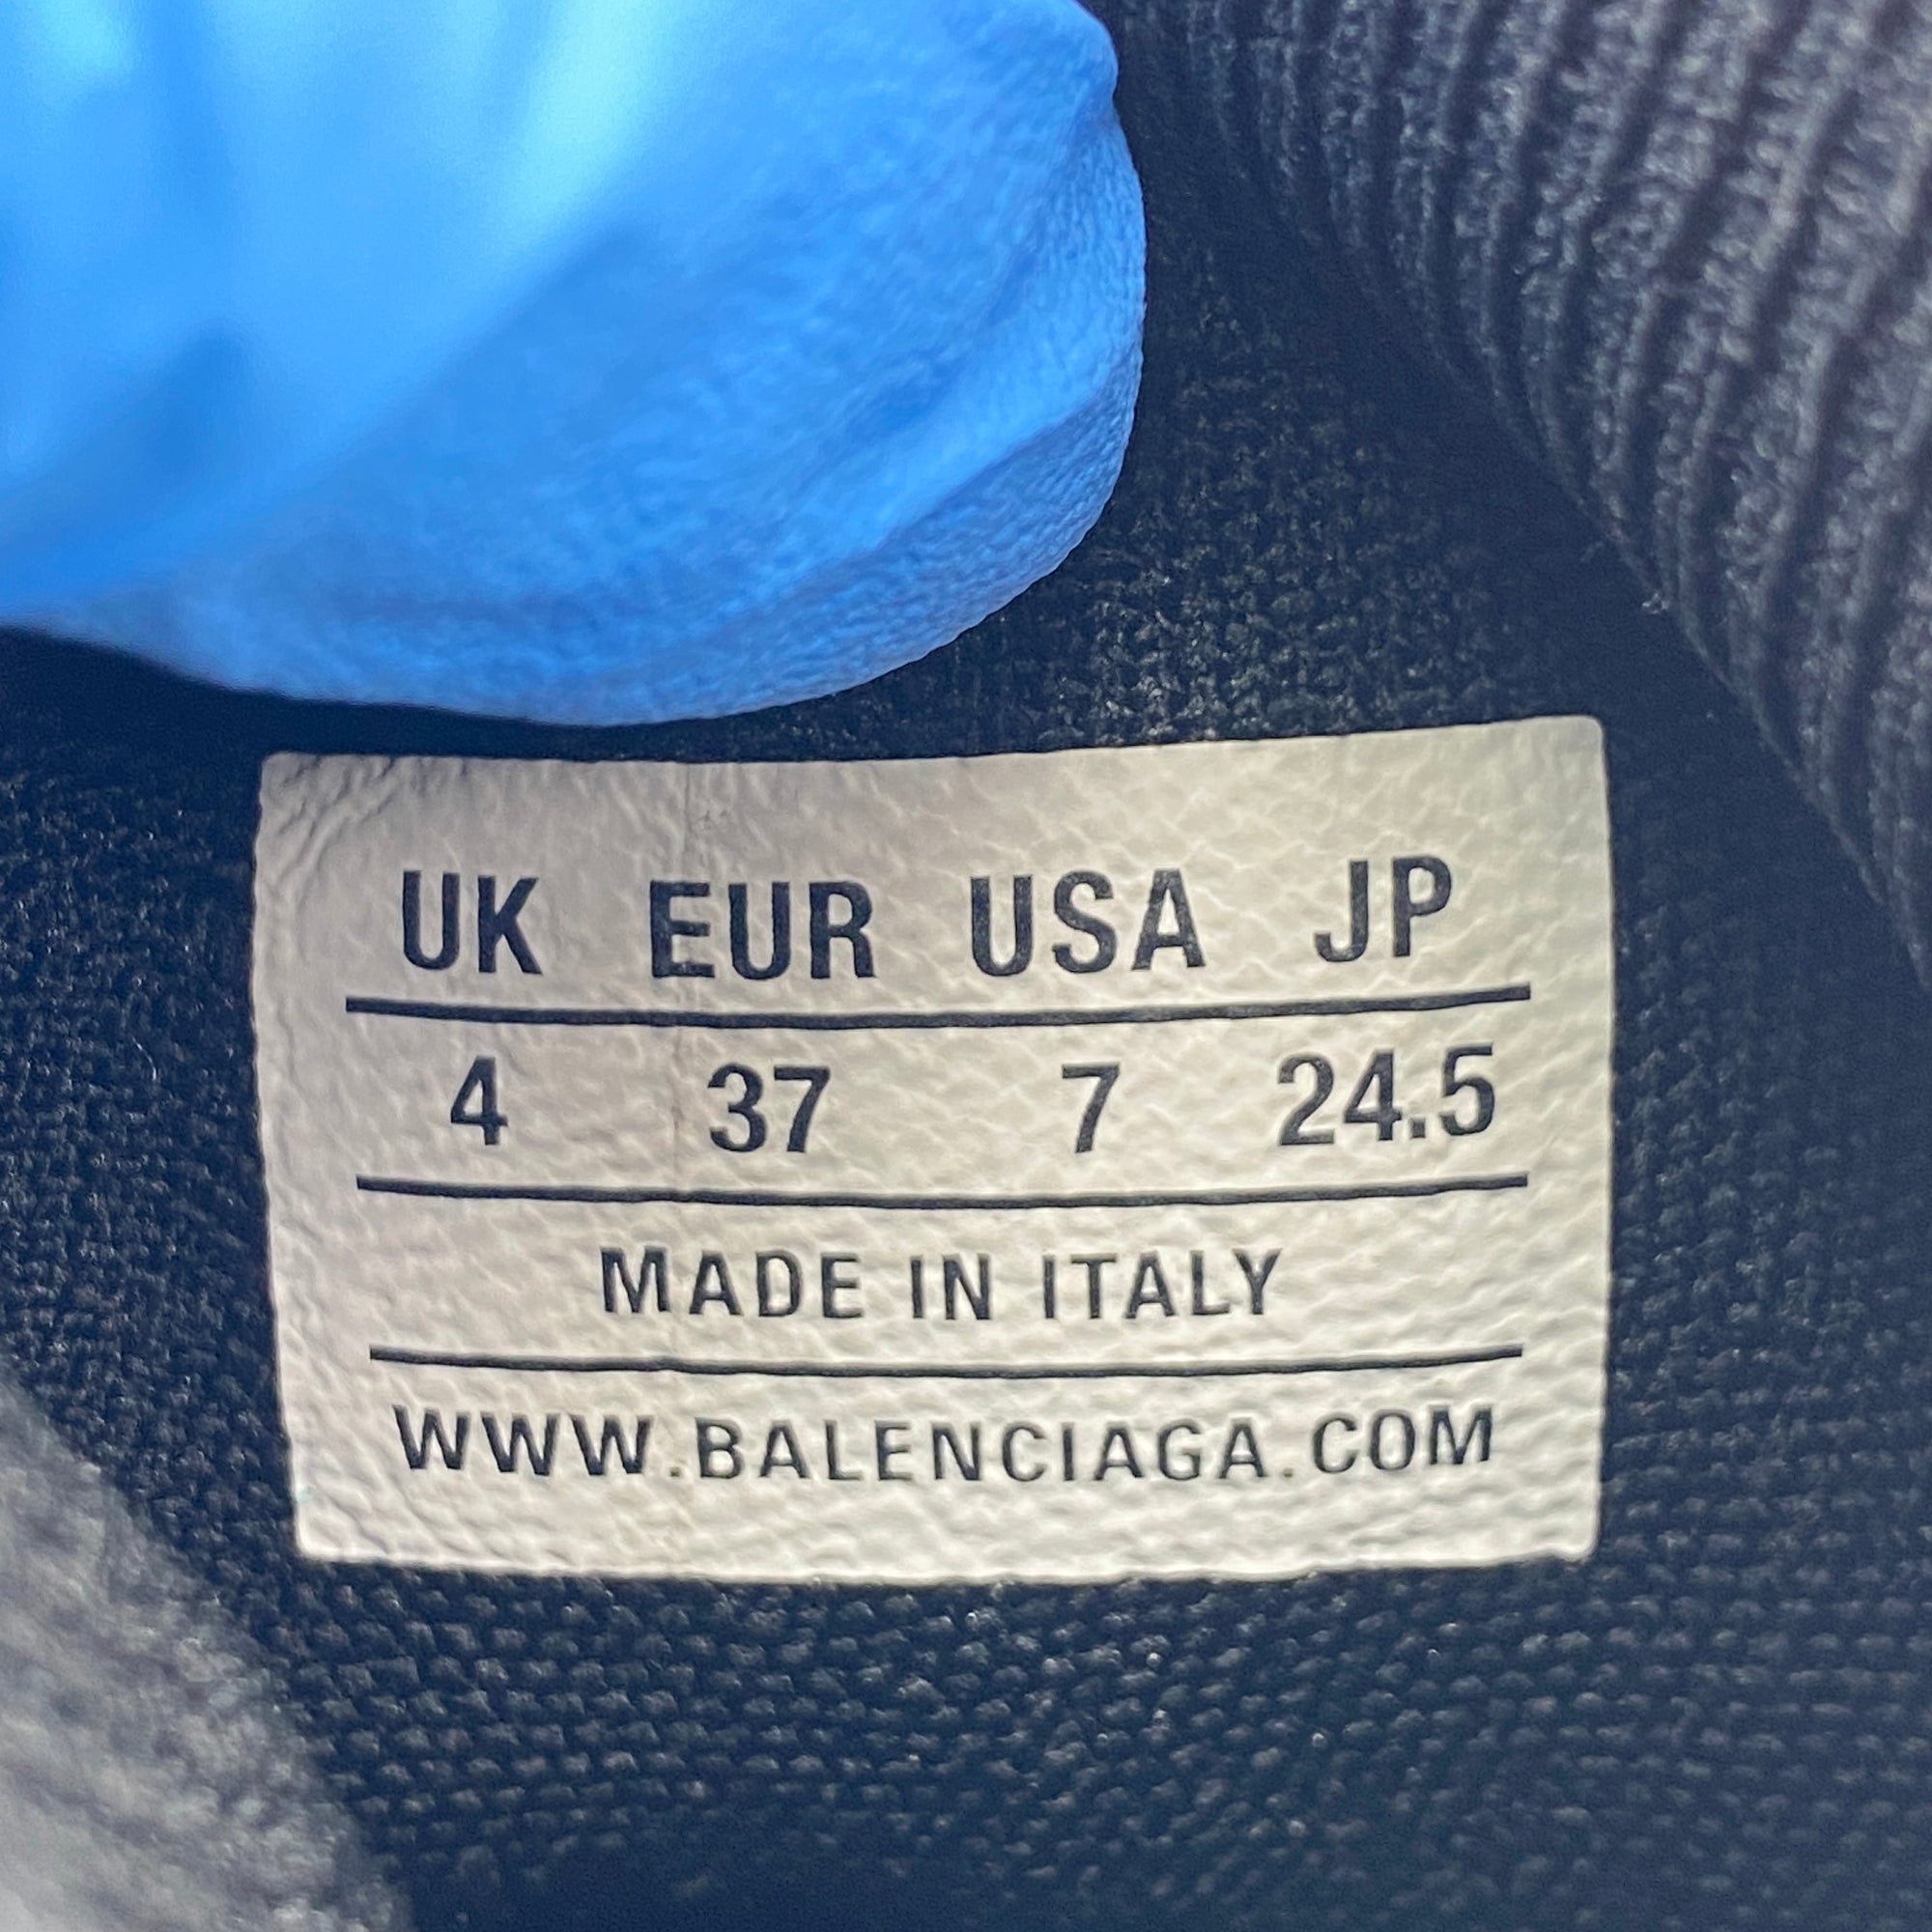 UK EUR USA JP
4 37 7 24.5
MADE IN ITALY
WWW.BALENCIAGA.COM